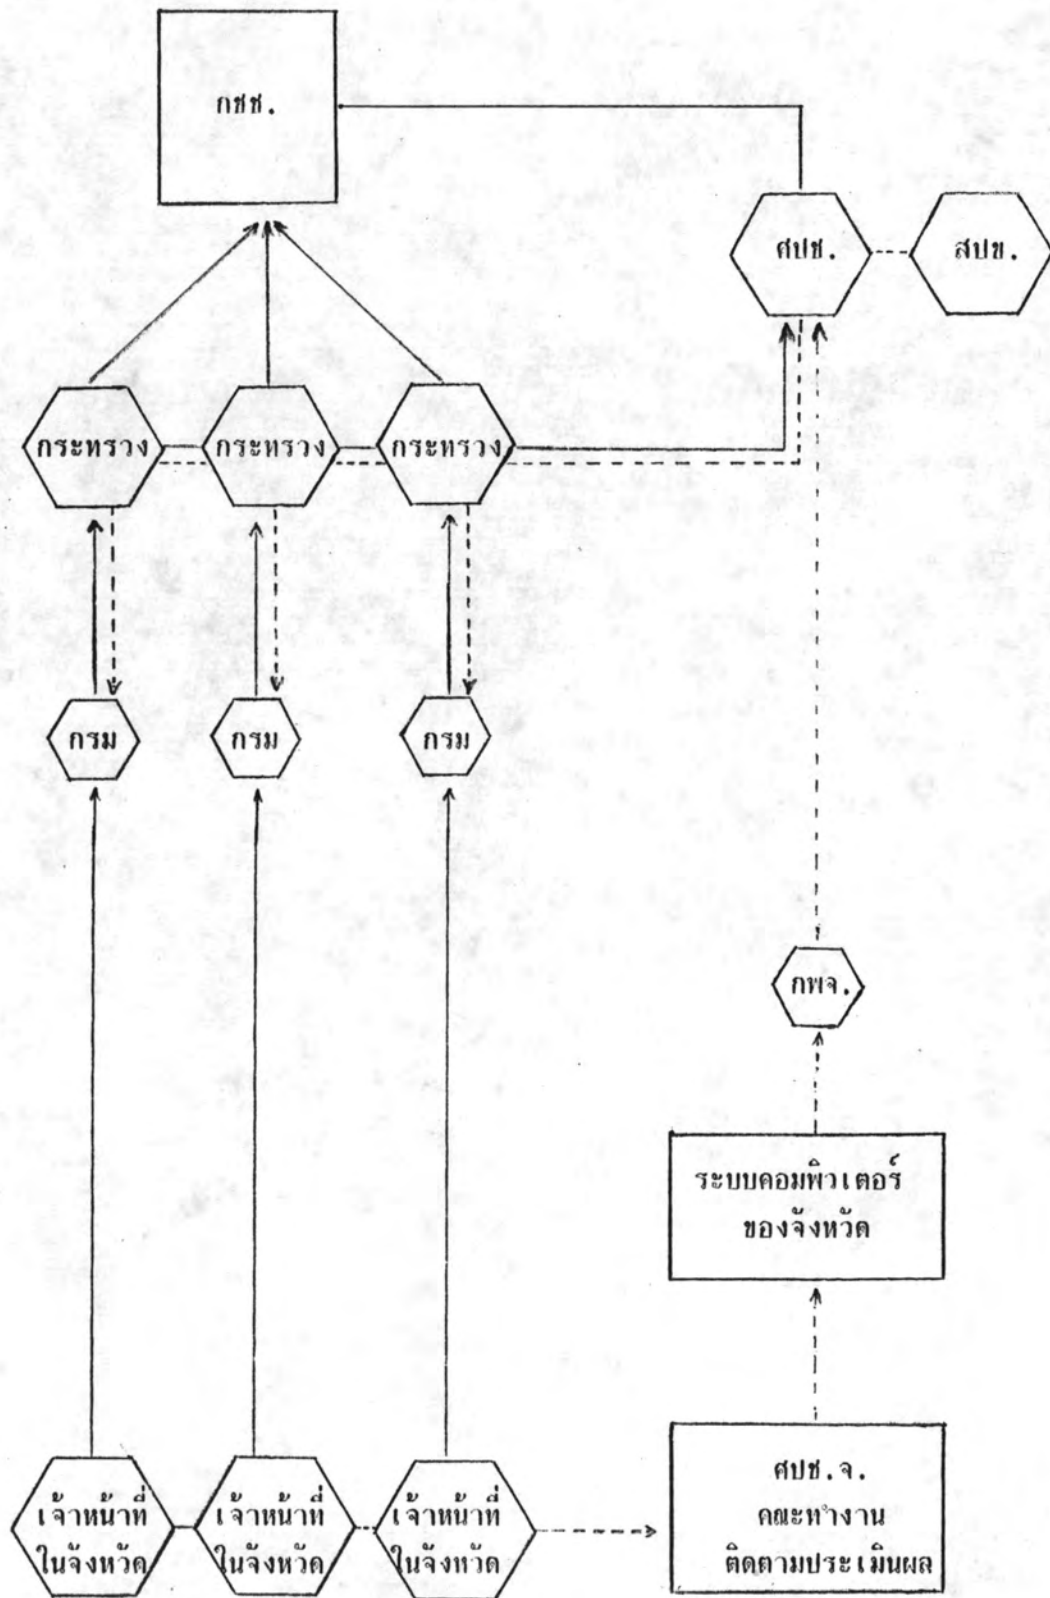 กชช.
ศปช.
สปช.
กระทรวง
กระทรวง
กระทรวง
กรม
กรม
กรม
กพจ.
ระบบคอมพิวเตอร์
ของจังหวัด
เจ้าหน้าที่
ในจังหวัด
เจ้าหน้าที่
ในจังหวัด
เจ้าหน้าที่
ในจังหวัด
ศปช.จ.
คณะทำงาน
ติดตามประเมินผล